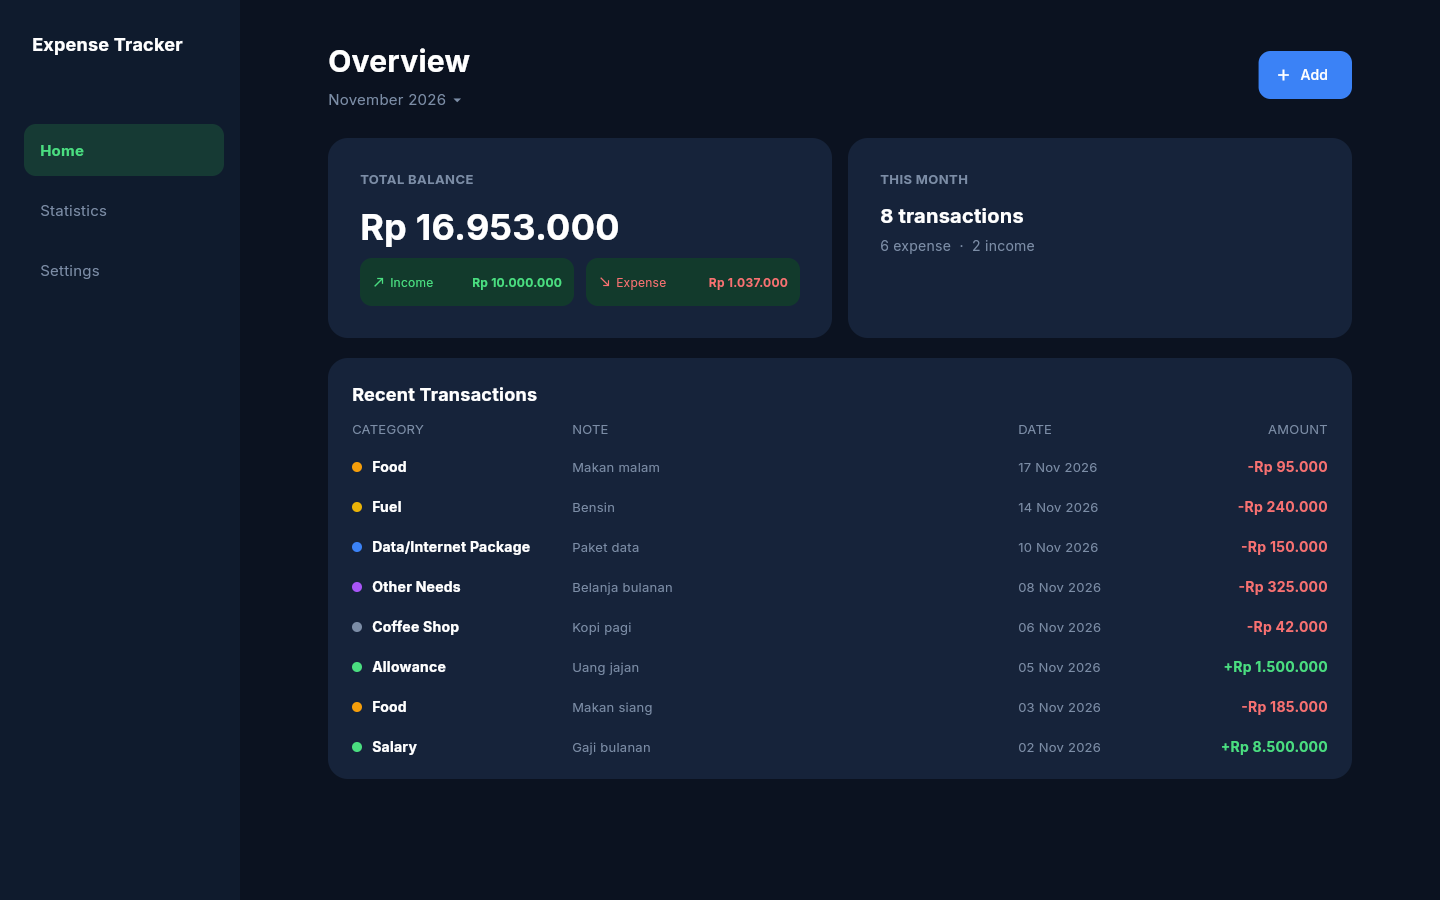 Expense Tracker
Home
Statistics
Settings
Overview
November 2026
+ Add
TOTAL BALANCE
Rp 16.953.000
Income Rp 10.000.000
Expense Rp 1.037.000
THIS MONTH
8 transactions
6 expense · 2 income
Recent Transactions
CATEGORY NOTE DATE AMOUNT
Food Makan malam 17 Nov 2026 -Rp 95.000
Fuel Bensin 14 Nov 2026 -Rp 240.000
Data/Internet Package Paket data 10 Nov 2026 -Rp 150.000
Other Needs Belanja bulanan 08 Nov 2026 -Rp 325.000
Coffee Shop Kopi pagi 06 Nov 2026 -Rp 42.000
Allowance Uang jajan 05 Nov 2026 +Rp 1.500.000
Food Makan siang 03 Nov 2026 -Rp 185.000
Salary Gaji bulanan 02 Nov 2026 +Rp 8.500.000